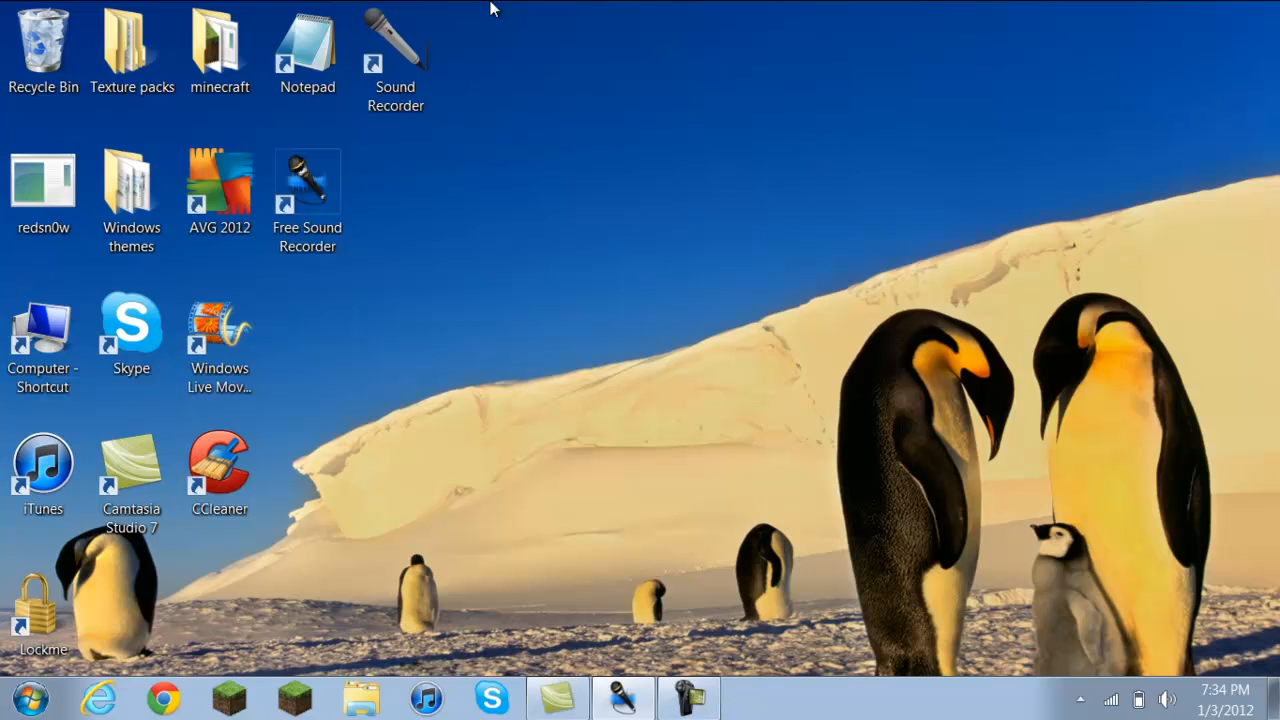 Recycle Bin
Texture packs
minecraft
Notepad
Sound
Recorder
redsn0w
Windows
themes
AVG 2012
Free Sound
Recorder
Computer -
Shortcut
Skype
Windows
Live Mov...
iTunes
Camtasia
Studio 7
CCleaner
Lockme
7:34 PM
1/3/2012